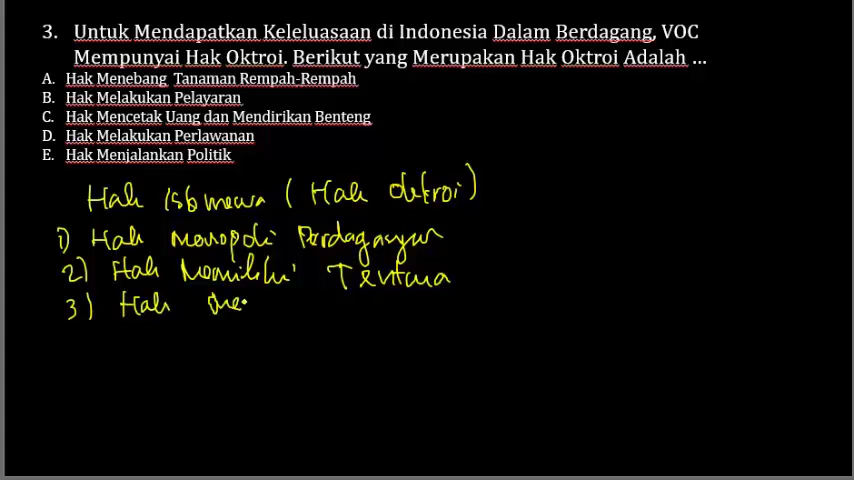 3. Untuk Mendapatkan Keleluasaan di Indonesia Dalam Berdagang, VOC
Mempunyai Hak Oktroi. Berikut yang Merupakan Hak Oktroi Adalah ...
A. Hak Menebang Tanaman Rempah-Rempah
B. Hak Melakukan Pelayaran
C. Hak Mencetak Uang dan Mendirikan Benteng
D. Hak Melakukan Perlawanan
E. Hak Menjalankan Politik
Hak (Hak oktroi)
1) Hak Monopoli
2) Hak Memiliki Tentara
3) Hak me